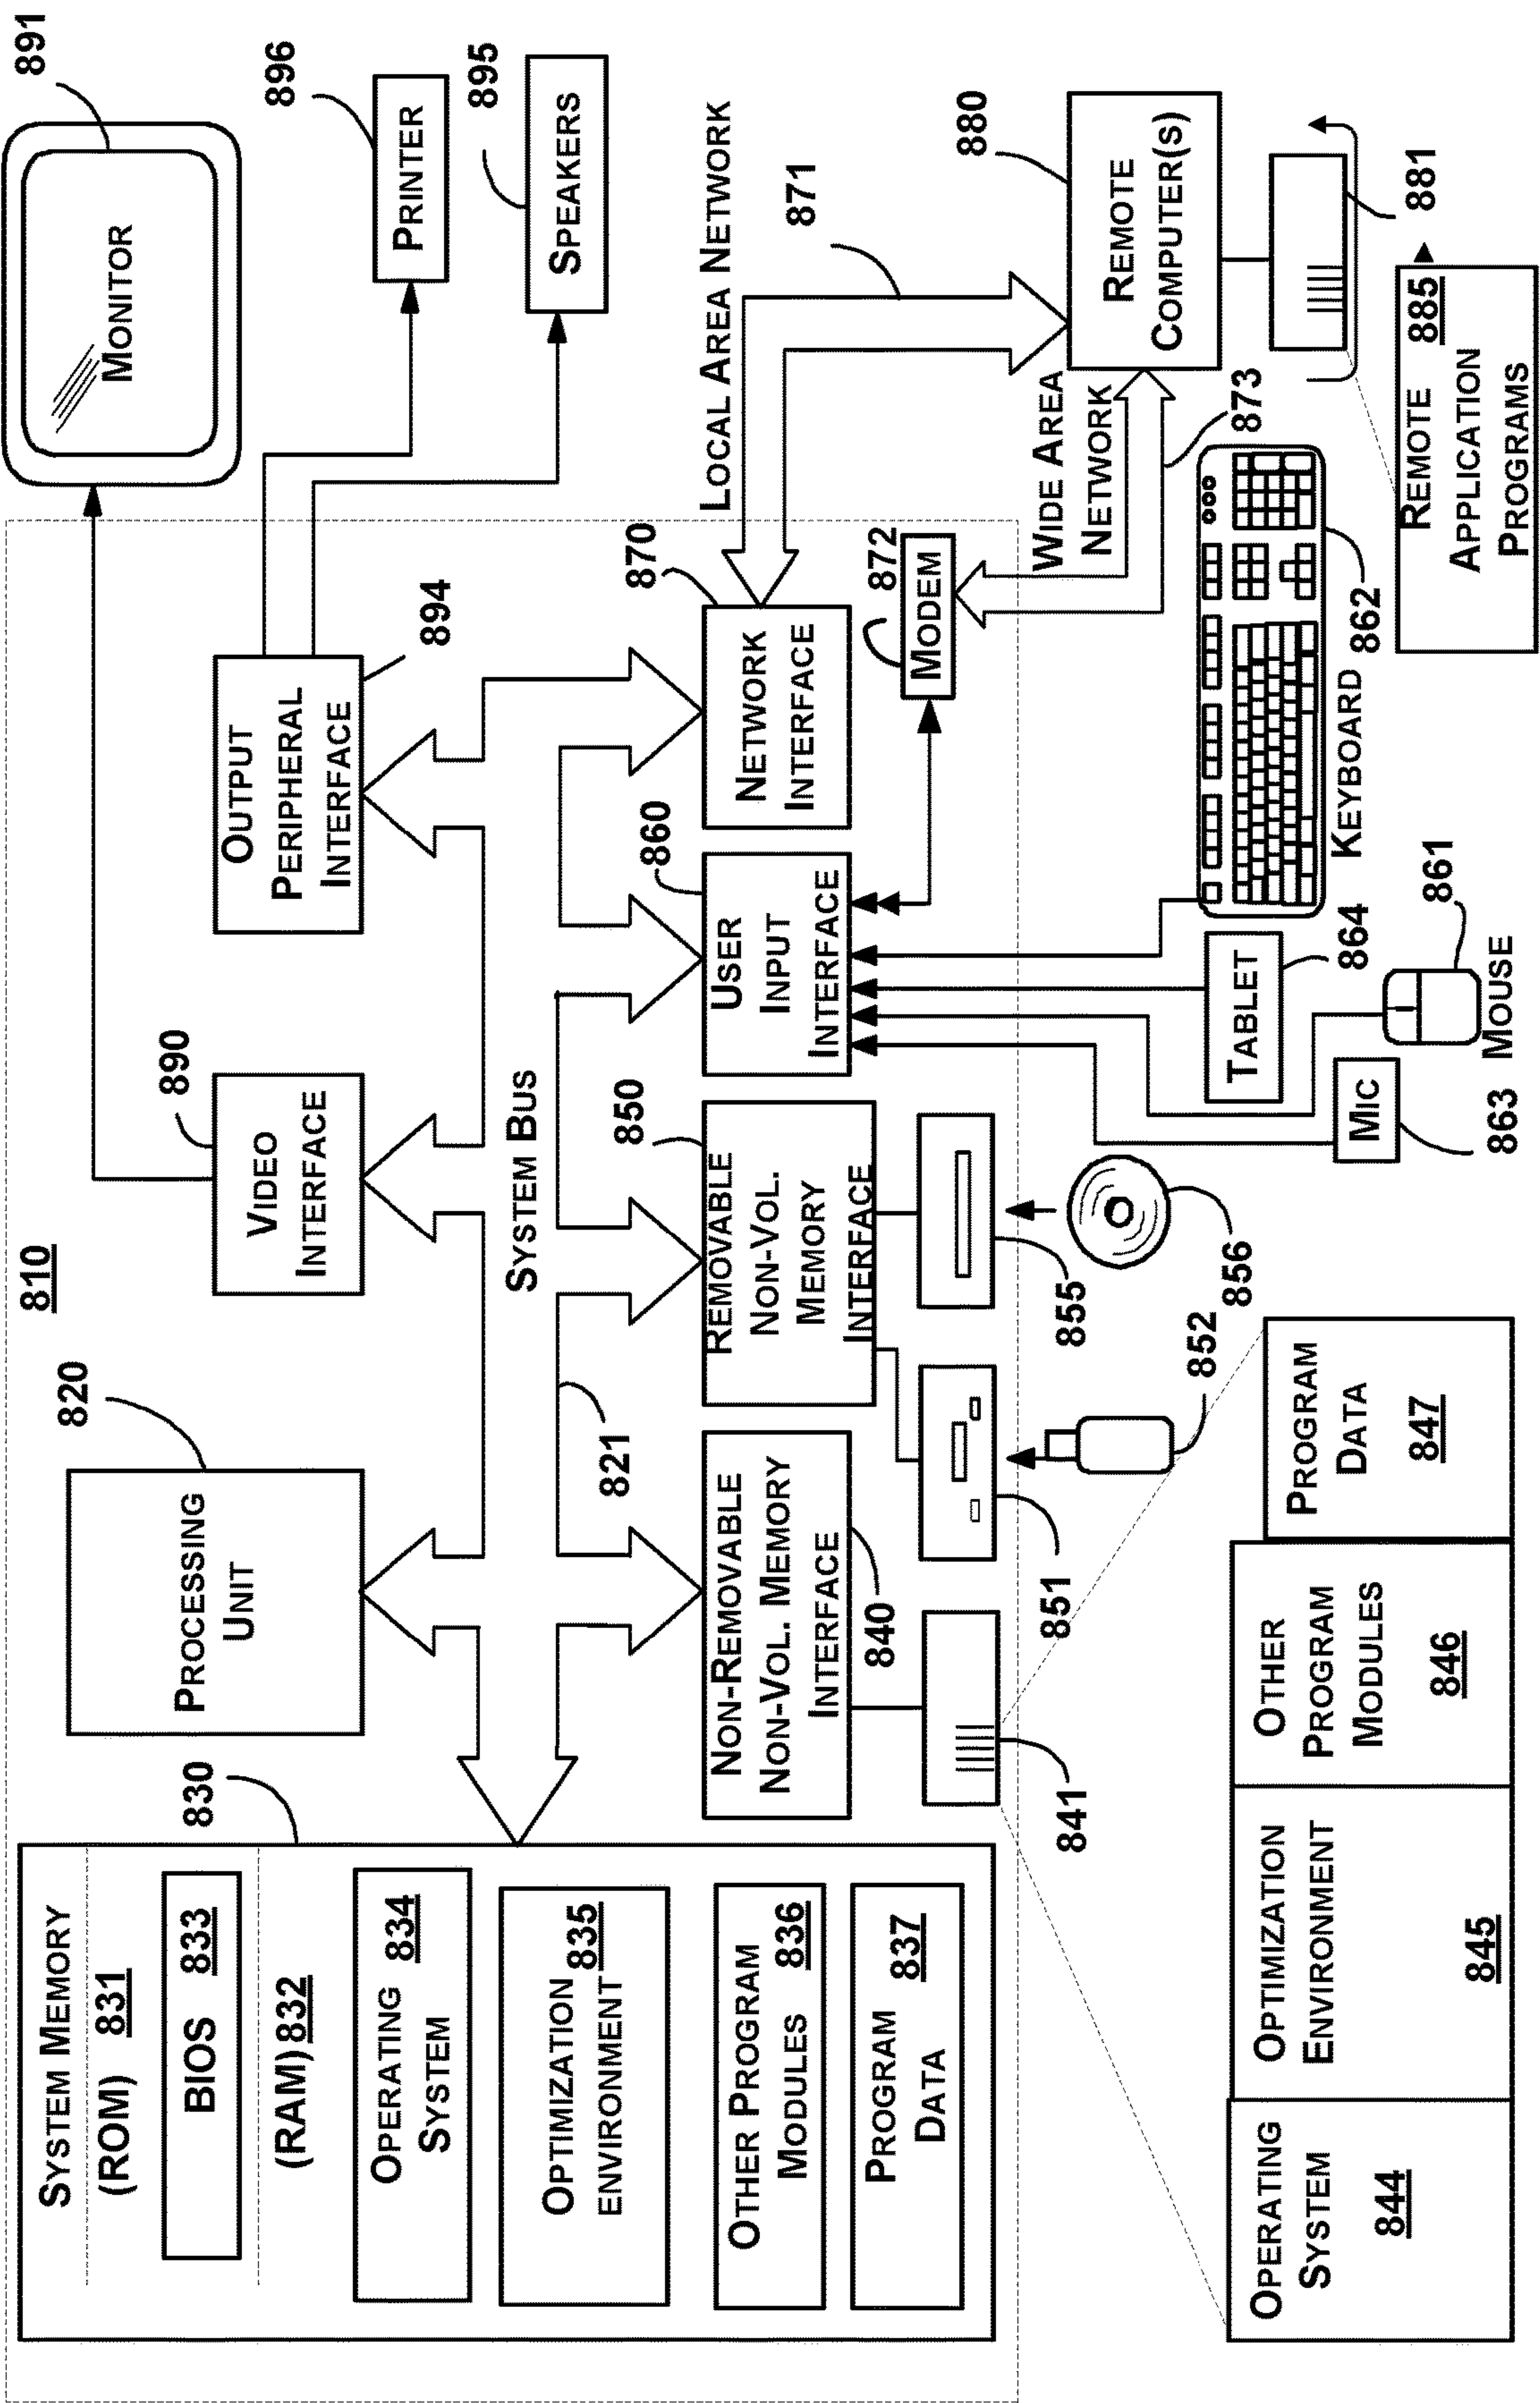 810
SYSTEM MEMORY
(ROM) 831
BIOS 833
(RAM) 832
OPERATING 834
SYSTEM
OPTIMIZATION 835
ENVIRONMENT
OTHER PROGRAM
MODULES 836
PROGRAM 837
DATA
830
PROCESSING
UNIT
820
VIDEO
INTERFACE
890
OUTPUT
PERIPHERAL
INTERFACE
894
MONITOR
891
PRINTER
896
SPEAKERS
895
SYSTEM BUS
821
NON-REMOVABLE
NON-VOL. MEMORY
INTERFACE
840
REMOVABLE
NON-VOL.
MEMORY
INTERFACE
850
USER
INPUT
INTERFACE
860
NETWORK
INTERFACE
870
LOCAL AREA NETWORK
871
MODEM
872
WIDE AREA
NETWORK
873
REMOTE
COMPUTER(S)
880
881
REMOTE 885
APPLICATION
PROGRAMS
841
851
852
855
856
MIC
863
TABLET
864
MOUSE
861
KEYBOARD
862
OPERATING
SYSTEM
844
OPTIMIZATION
ENVIRONMENT
845
OTHER
PROGRAM
MODULES
846
PROGRAM
DATA
847